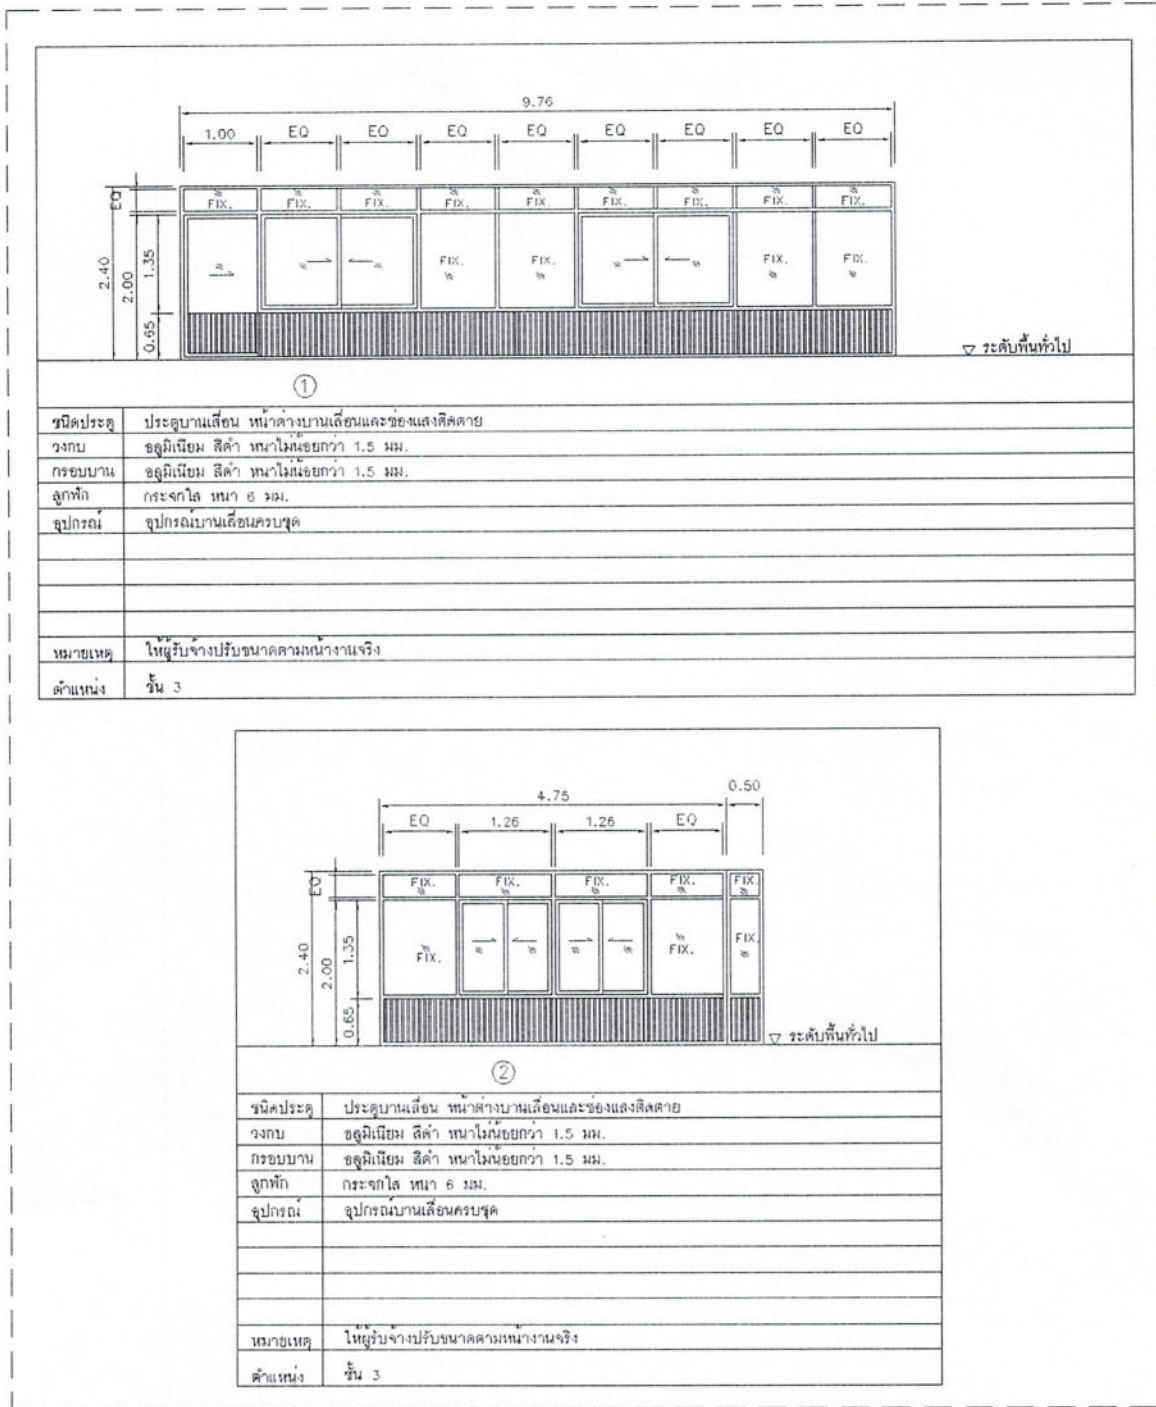 9.76
1.00 EQ EQ EQ EQ EQ EQ EQ EQ
FIX. FIX. FIX. FIX. FIX. FIX. FIX. FIX. FIX.
EQ
2.40
2.00
1.35
0.65
FIX. FIX. FIX. FIX.
ระดับพื้นทั่วไป
1
ชนิดประตู ประตูบานเลื่อน หน้าต่างบานเลื่อนและช่องแสงติดตาย
วงกบ อลูมิเนียม สีดำ หนาไม่น้อยกว่า 1.5 มม.
กรอบบาน อลูมิเนียม สีดำ หนาไม่น้อยกว่า 1.5 มม.
ลูกฟัก กระจกใส หนา 6 มม.
อุปกรณ์ อุปกรณ์บานเลื่อนครบชุด
หมายเหตุ ให้ผู้รับจ้างปรับขนาดตามหน้างานจริง
ตำแหน่ง ชั้น 3
4.75 0.50
EQ 1.26 1.26 EQ
FIX. FIX. FIX. FIX. FIX.
EQ
2.40
2.00
1.35
0.65
FIX. FIX. FIX.
ระดับพื้นทั่วไป
2
ชนิดประตู ประตูบานเลื่อน หน้าต่างบานเลื่อนและช่องแสงติดตาย
วงกบ อลูมิเนียม สีดำ หนาไม่น้อยกว่า 1.5 มม.
กรอบบาน อลูมิเนียม สีดำ หนาไม่น้อยกว่า 1.5 มม.
ลูกฟัก กระจกใส หนา 6 มม.
อุปกรณ์ อุปกรณ์บานเลื่อนครบชุด
หมายเหตุ ให้ผู้รับจ้างปรับขนาดตามหน้างานจริง
ตำแหน่ง ชั้น 3